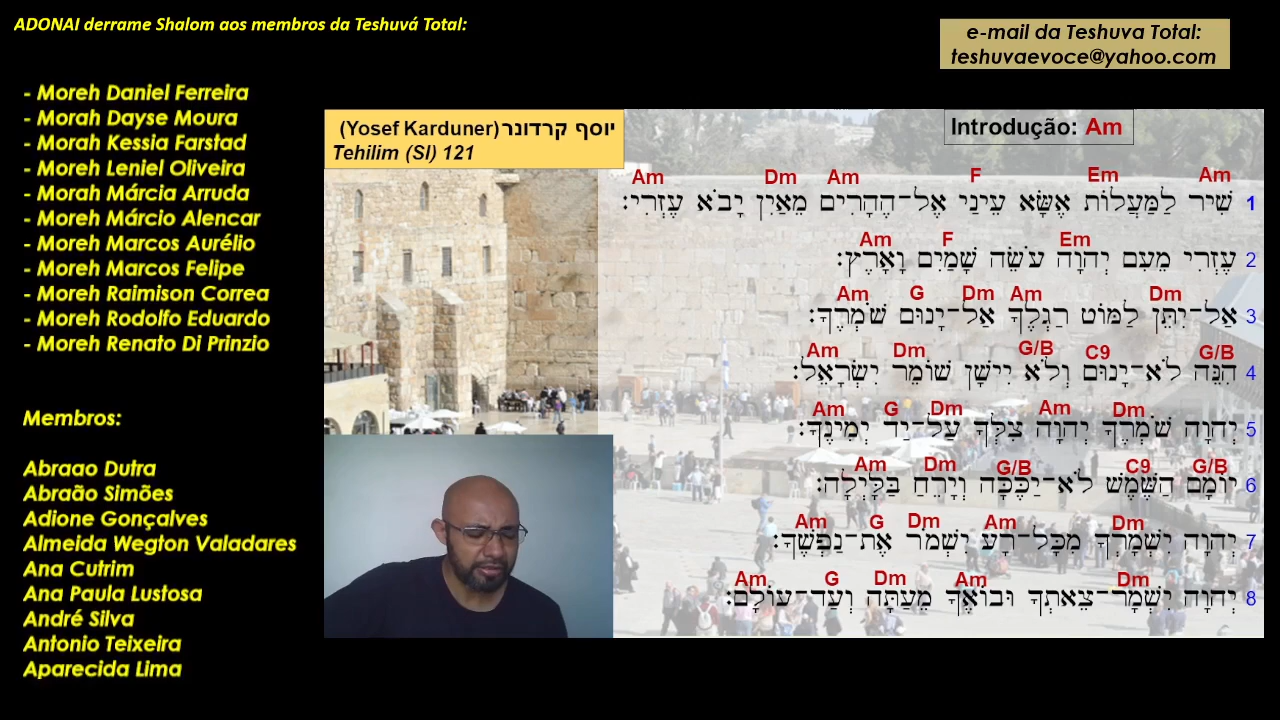 ADONAI derrame Shalom aos membros da Teshuvá Total:
e-mail da Teshuva Total:
teshuvaevoce@yahoo.com
- Moreh Daniel Ferreira
- Morah Dayse Moura
- Morah Kessia Farstad
- Moreh Leniel Oliveira
- Morah Márcia Arruda
- Moreh Márcio Alencar
- Moreh Marcos Aurélio
- Moreh Marcos Felipe
- Moreh Raimison Correa
- Moreh Rodolfo Eduardo
- Moreh Renato Di Prinzio
Membros:
Abraao Dutra
Abraão Simões
Adione Gonçalves
Almeida Wegton Valadares
Ana Cutrim
Ana Paula Lustosa
André Silva
Antonio Teixeira
Aparecida Lima
(Yosef Karduner) יוסף קרדונר
Tehilim (Sl) 121
Introdução: Am
Am Dm Am F Em Am
1 שִׁיר לַמַּעֲלוֹת אֶשָּׂא עֵינַי אֶל־הֶהָרִים מֵאַיִן יָבֹא עֶזְרִי׃
Am F Em
2 עֶזְרִי מֵעִם יְהוָה עֹשֵׂה שָׁמַיִם וָאָרֶץ׃
Am G Dm Am Dm
3 אַל־יִתֵּן לַמּוֹט רַגְלֶךָ אַל־יָנוּם שֹׁמְרֶךָ׃
Am Dm G/B C9 G/B
4 הִנֵּה לֹא־יָנוּם וְלֹא יִישָׁן שׁוֹמֵר יִשְׂרָאֵל׃
Am G Dm Am Dm
5 יְהוָה שֹׁמְרֶךָ יְהוָה צִלְּךָ עַל־יַד יְמִינֶךָ׃
Am Dm G/B C9 G/B
6 יוֹמָם הַשֶּׁמֶשׁ לֹא־יַכֶּכָּה וְיָרֵחַ בַּלָּיְלָה׃
Am G Dm Am Dm
7 יְהוָה יִשְׁמָרְךָ מִכָּל־רָע יִשְׁמֹר אֶת־נַפְשֶׁךָ׃
Am G Dm Am Dm
8 יְהוָה יִשְׁמָר־צֵאתְךָ וּבוֹאֶךָ מֵעַתָּה וְעַד־עוֹלָם׃